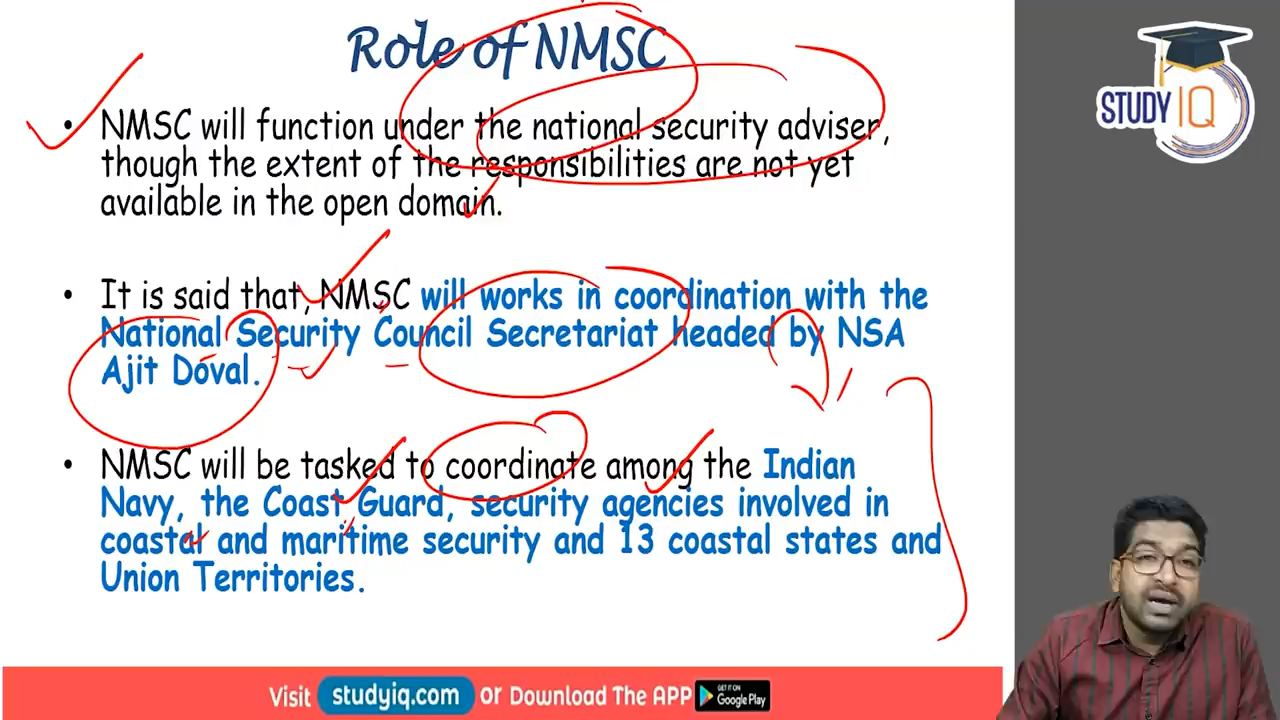 Role of NMSC
STUDY IQ
• NMSC will function under the national security adviser,
though the extent of the responsibilities are not yet
available in the open domain.
• It is said that, NMSC will works in coordination with the
National Security Council Secretariat headed by NSA
Ajit Doval.
• NMSC will be tasked to coordinate among the Indian
Navy, the Coast Guard, security agencies involved in
coastal and maritime security and 13 coastal states and
Union Territories.
Visit studyiq.com or Download The APP GET IT ON Google Play